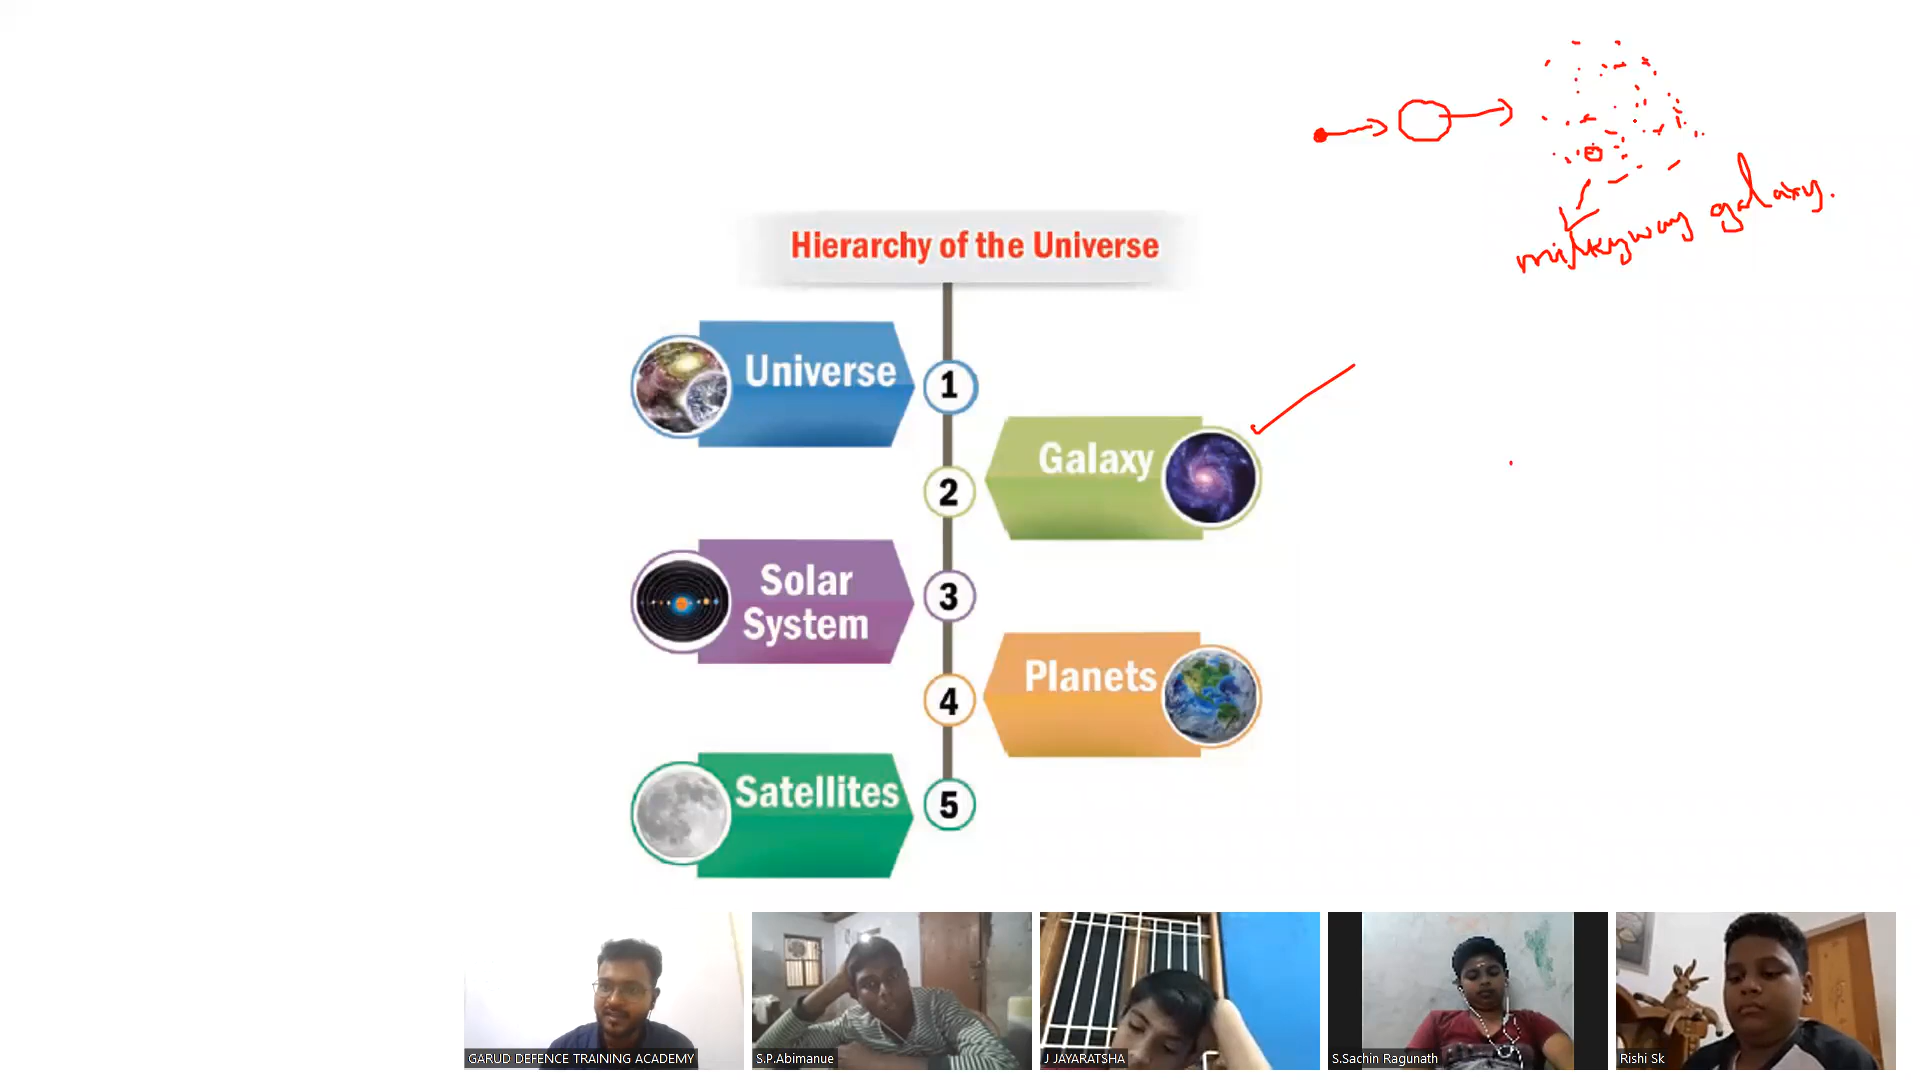 milkyway galaxy.
Hierarchy of the Universe
Universe
1
Galaxy
2
Solar
System
3
Planets
4
Satellites
5
GARUD DEFENCE TRAINING ACADEMY
S.P.Abimanue
J JAYARATSHA
S.Sachin Ragunath
Rishi Sk